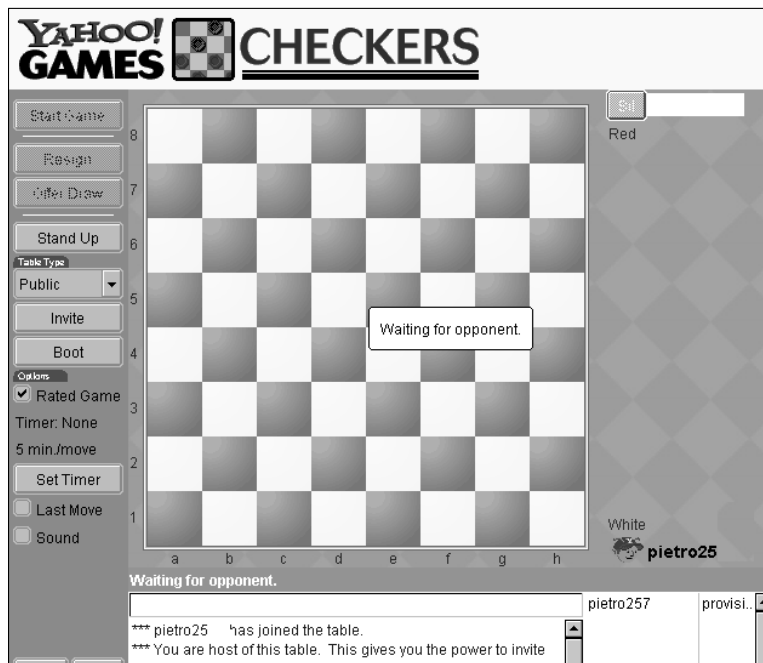 YAHOO!
GAMES
CHECKERS
Start Game
Resign
Offer Draw
Stand Up
Table Type
Public
Invite
Boot
Options
Rated Game
Timer: None
5 min./move
Set Timer
Last Move
Sound
8
7
6
5
4
3
2
1
a b c d e f g h
Waiting for opponent.
Sit
Red
White
pietro25
Waiting for opponent.
pietro257 provisi..
*** pietro25 has joined the table.
*** You are host of this table. This gives you the power to invite